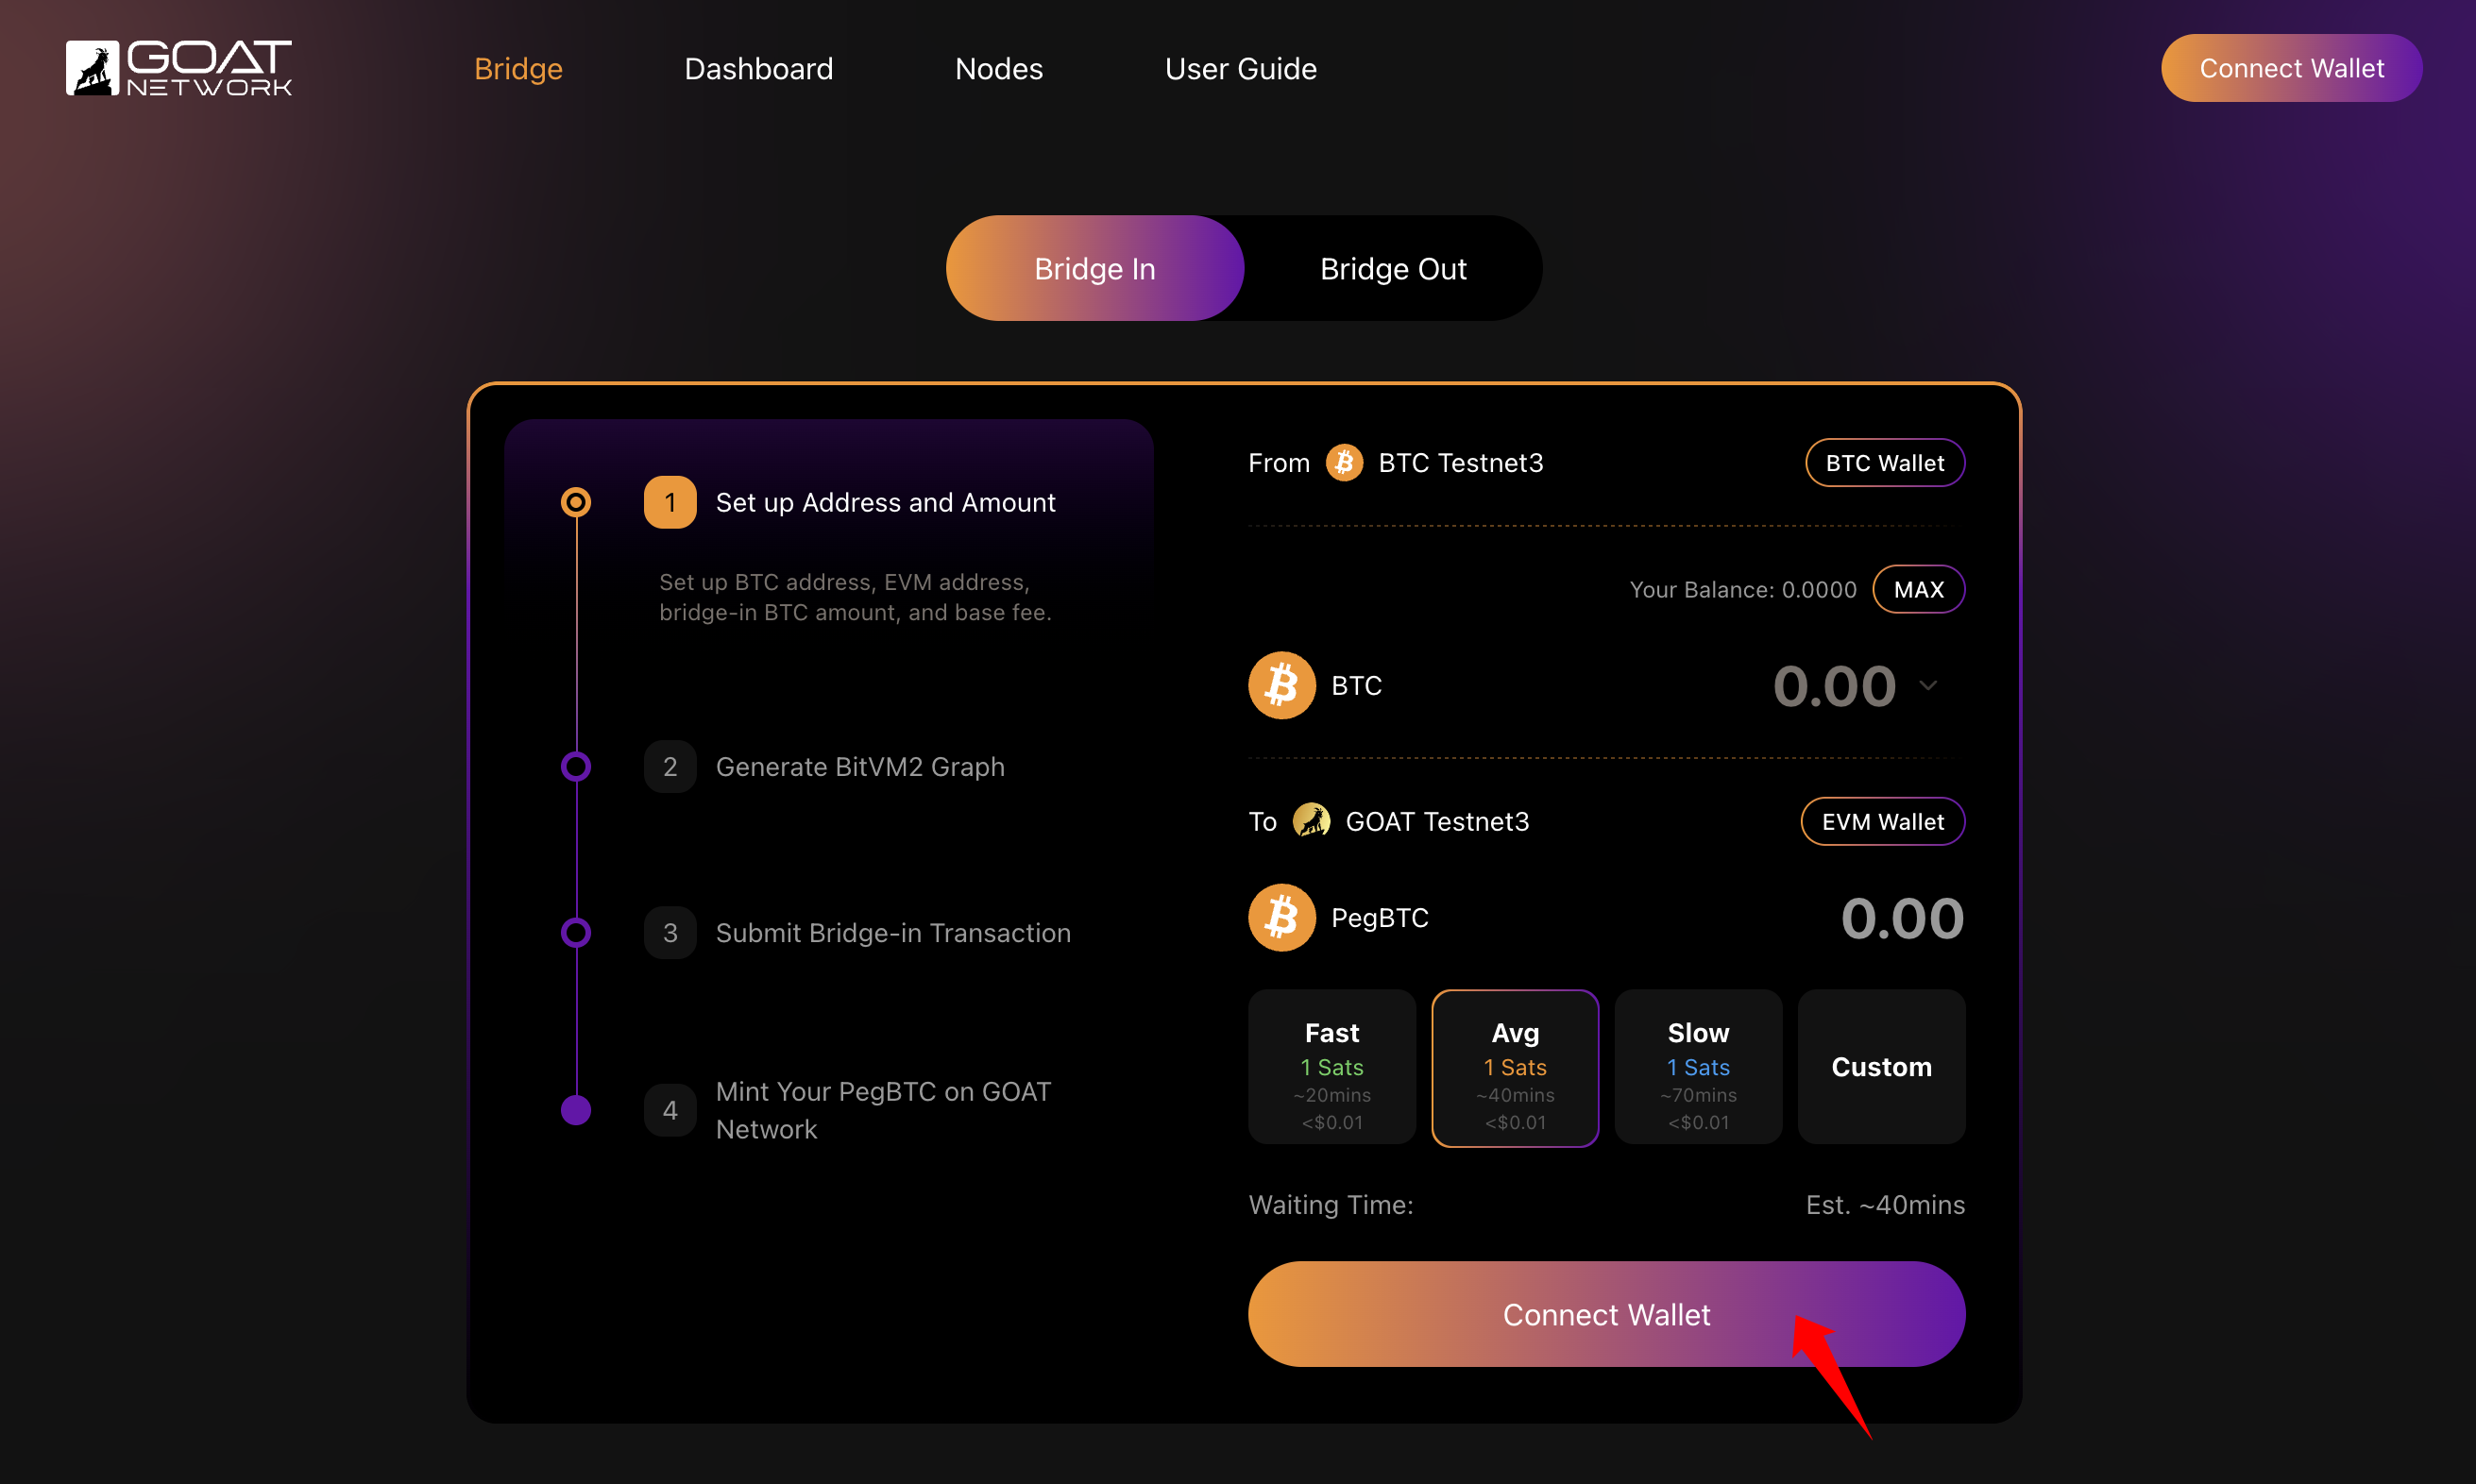 GOAT
NETWORK
Bridge
Dashboard
Nodes
User Guide
Connect Wallet
Bridge In
Bridge Out
1
Set up Address and Amount
Set up BTC address, EVM address,
bridge-in BTC amount, and base fee.
2
Generate BitVM2 Graph
3
Submit Bridge-in Transaction
4
Mint Your PegBTC on GOAT
Network
From BTC Testnet3
BTC Wallet
Your Balance: 0.0000
MAX
BTC
0.00
To GOAT Testnet3
EVM Wallet
PegBTC
0.00
Fast
1 Sats
~20mins
<$0.01
Avg
1 Sats
~40mins
<$0.01
Slow
1 Sats
~70mins
<$0.01
Custom
Waiting Time:
Est. ~40mins
Connect Wallet